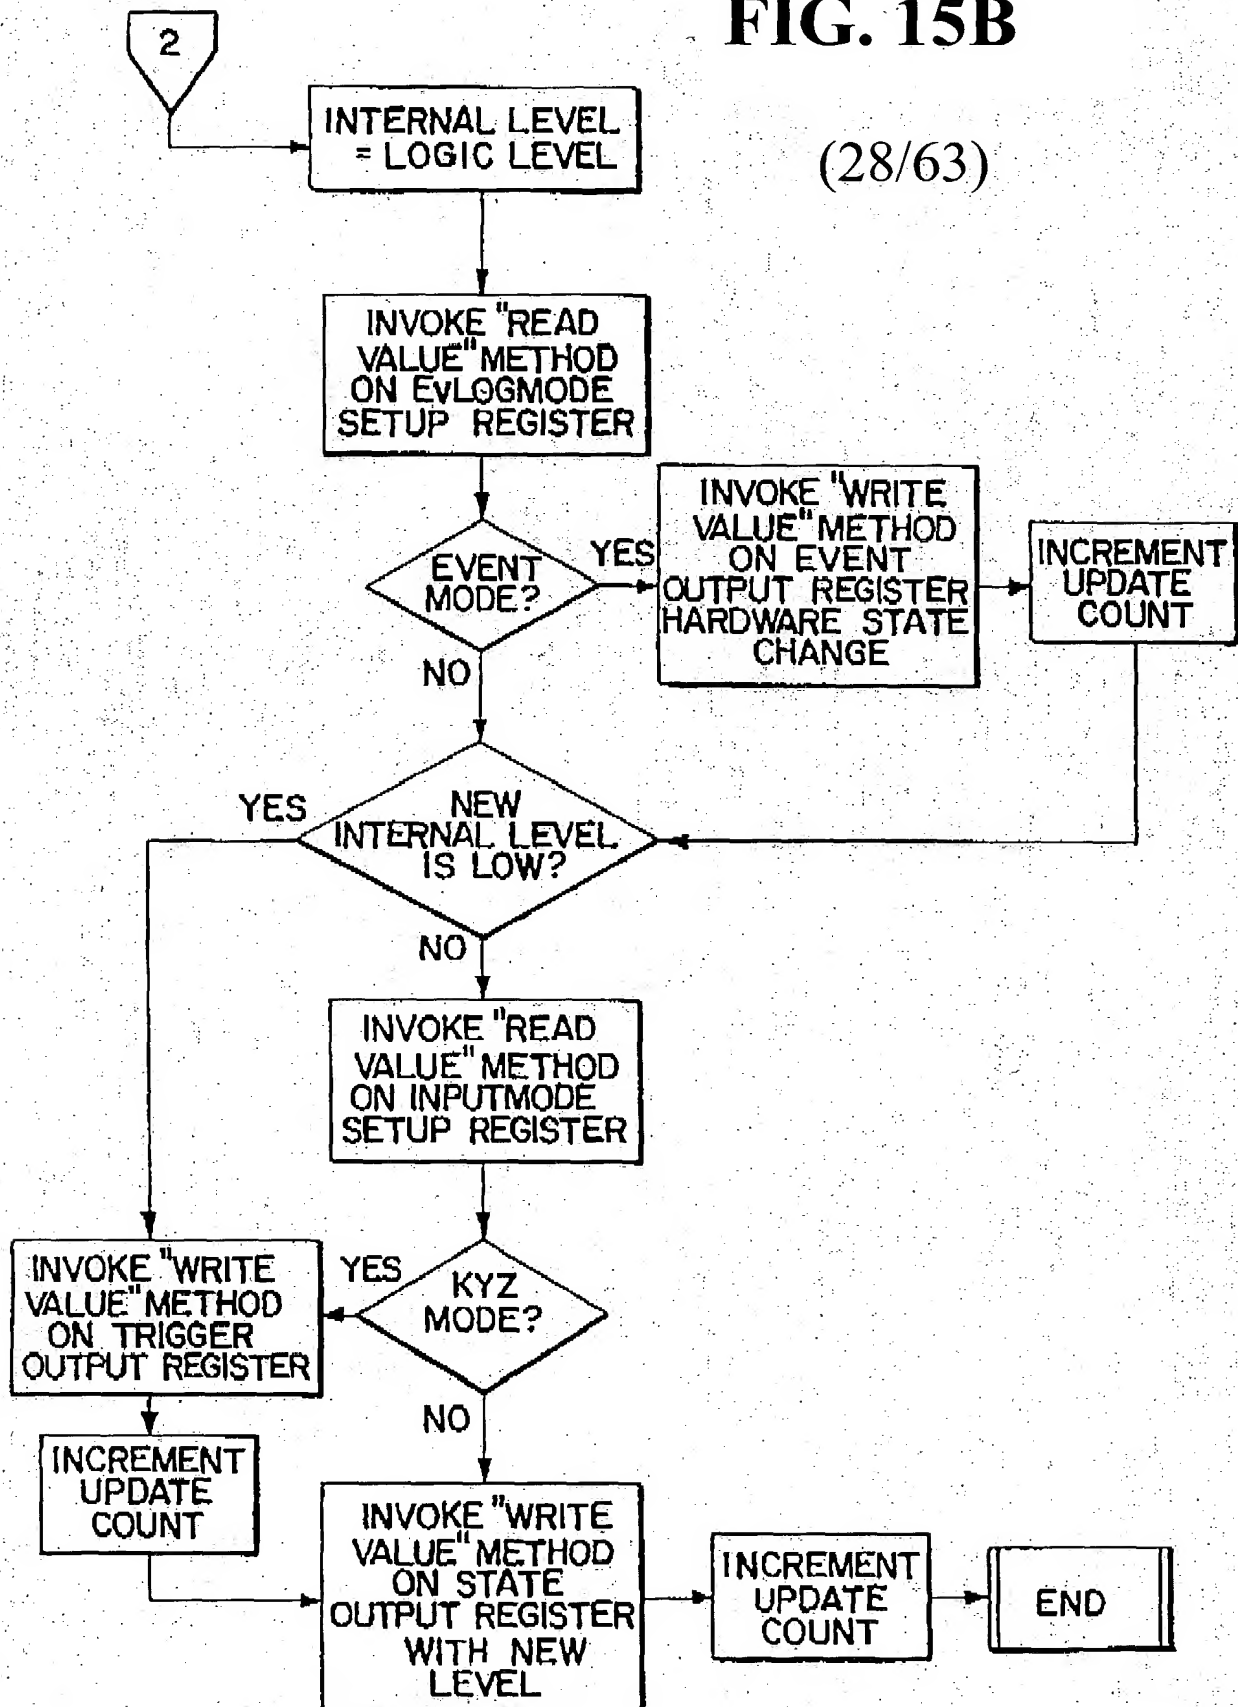 FIG. 15B
2
(28/63)
INTERNAL LEVEL
= LOGIC LEVEL
INVOKE "READ
VALUE" METHOD
ON EVLOGMODE
SETUP REGISTER
EVENT
MODE?
YES
NO
INVOKE "WRITE
VALUE" METHOD
ON EVENT
OUTPUT REGISTER
HARDWARE STATE
CHANGE
INCREMENT
UPDATE
COUNT
NEW
INTERNAL LEVEL
IS LOW?
YES
NO
INVOKE "READ
VALUE" METHOD
ON INPUTMODE
SETUP REGISTER
KYZ
MODE?
YES
NO
INVOKE "WRITE
VALUE" METHOD
ON TRIGGER
OUTPUT REGISTER
INCREMENT
UPDATE
COUNT
INVOKE "WRITE
VALUE" METHOD
ON STATE
OUTPUT REGISTER
WITH NEW
LEVEL
INCREMENT
UPDATE
COUNT
END